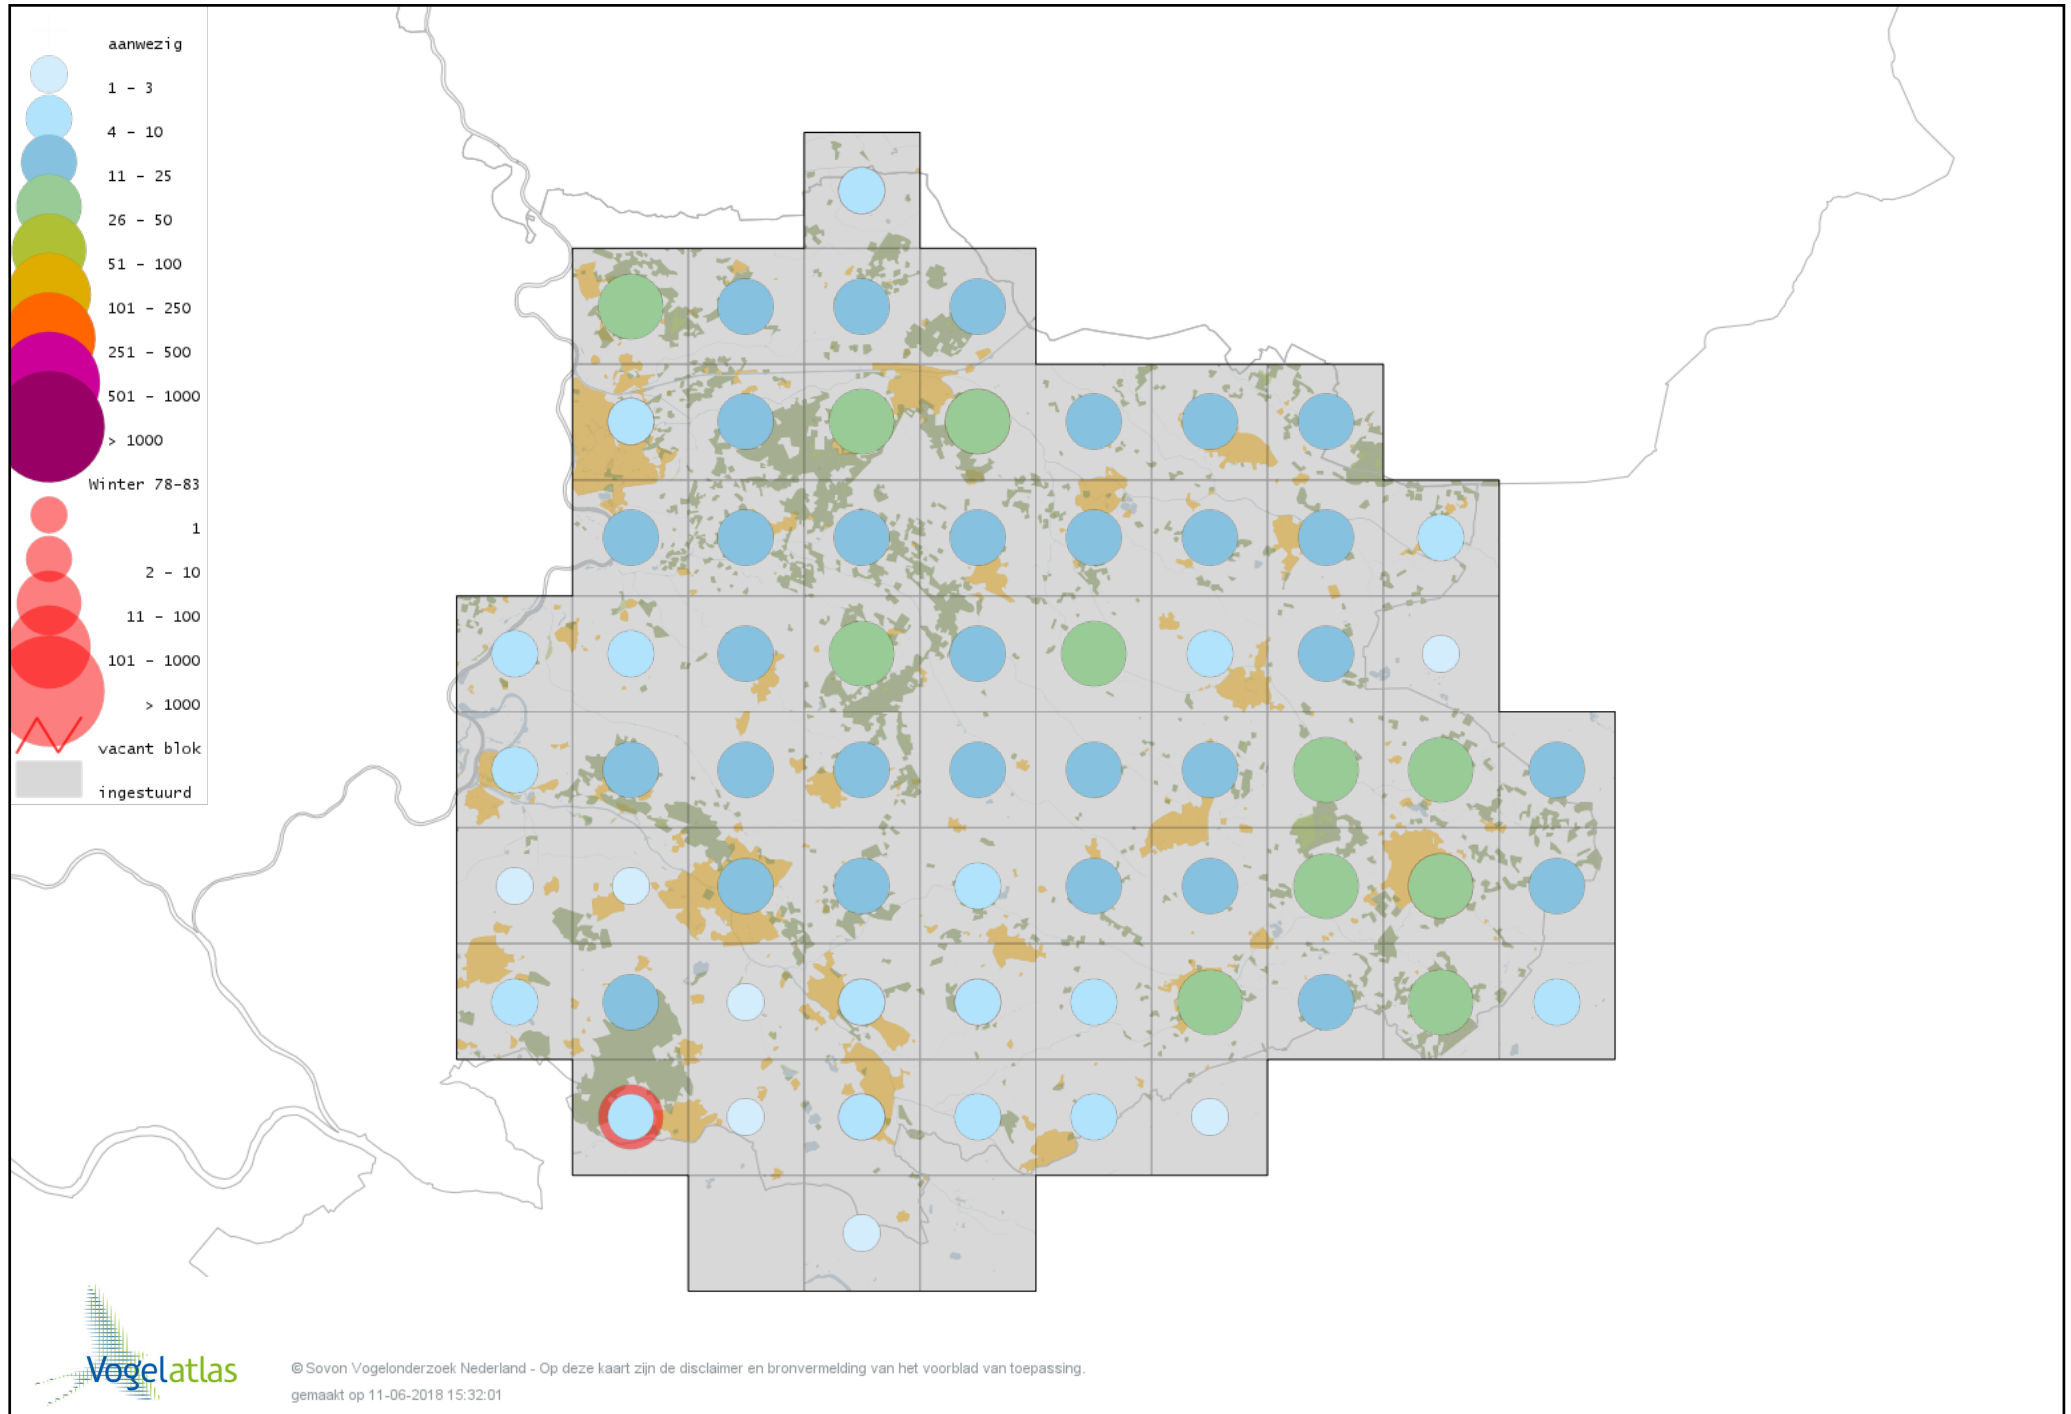 aanwezig
1 - 3
4 - 10
11 - 25
26 - 50
51 - 100
101 - 250
251 - 500
501 - 1000
> 1000
Winter 78-83
1
2 - 10
11 - 100
101 - 1000
> 1000
vacant blok
ingestuurd
Vogelatlas
© Sovon Vogelonderzoek Nederland - Op deze kaart zijn de disclaimer en bronvermelding van het voorblad van toepassing.
gemaakt op 11-06-2018 15:32:01